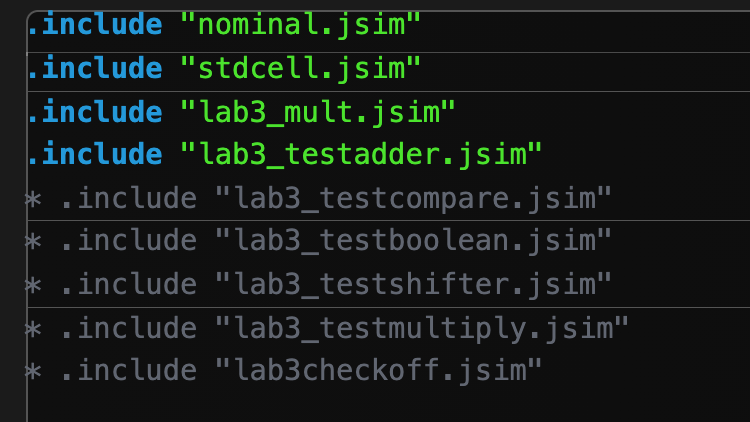 .include "nominal.jsim"
.include "stdcell.jsim"
.include "lab3_mult.jsim"
.include "lab3_testadder.jsim"
* .include "lab3_testcompare.jsim"
* .include "lab3_testboolean.jsim"
* .include "lab3_testshifter.jsim"
* .include "lab3_testmultiply.jsim"
* .include "lab3checkoff.jsim"